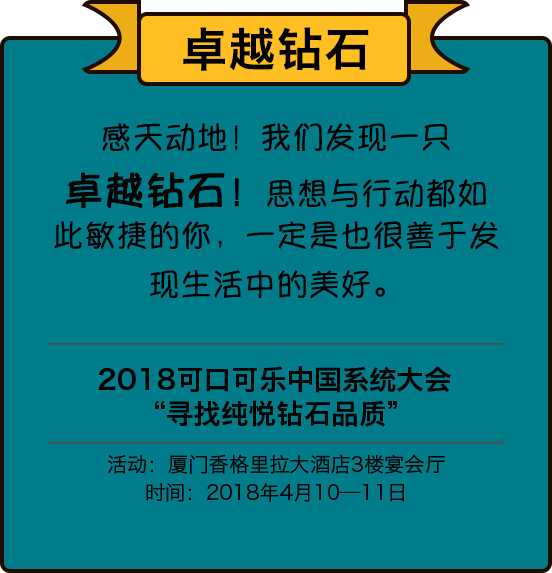 卓越钻石
感天动地！我们发现一只
卓越钻石！思想与行动都如
此敏捷的你，一定是也很善于发
现生活中的美好。
2018可口可乐中国系统大会
“寻找纯悦钻石品质”
活动：厦门香格里拉大酒店3楼宴会厅
时间：2018年4月10—11日